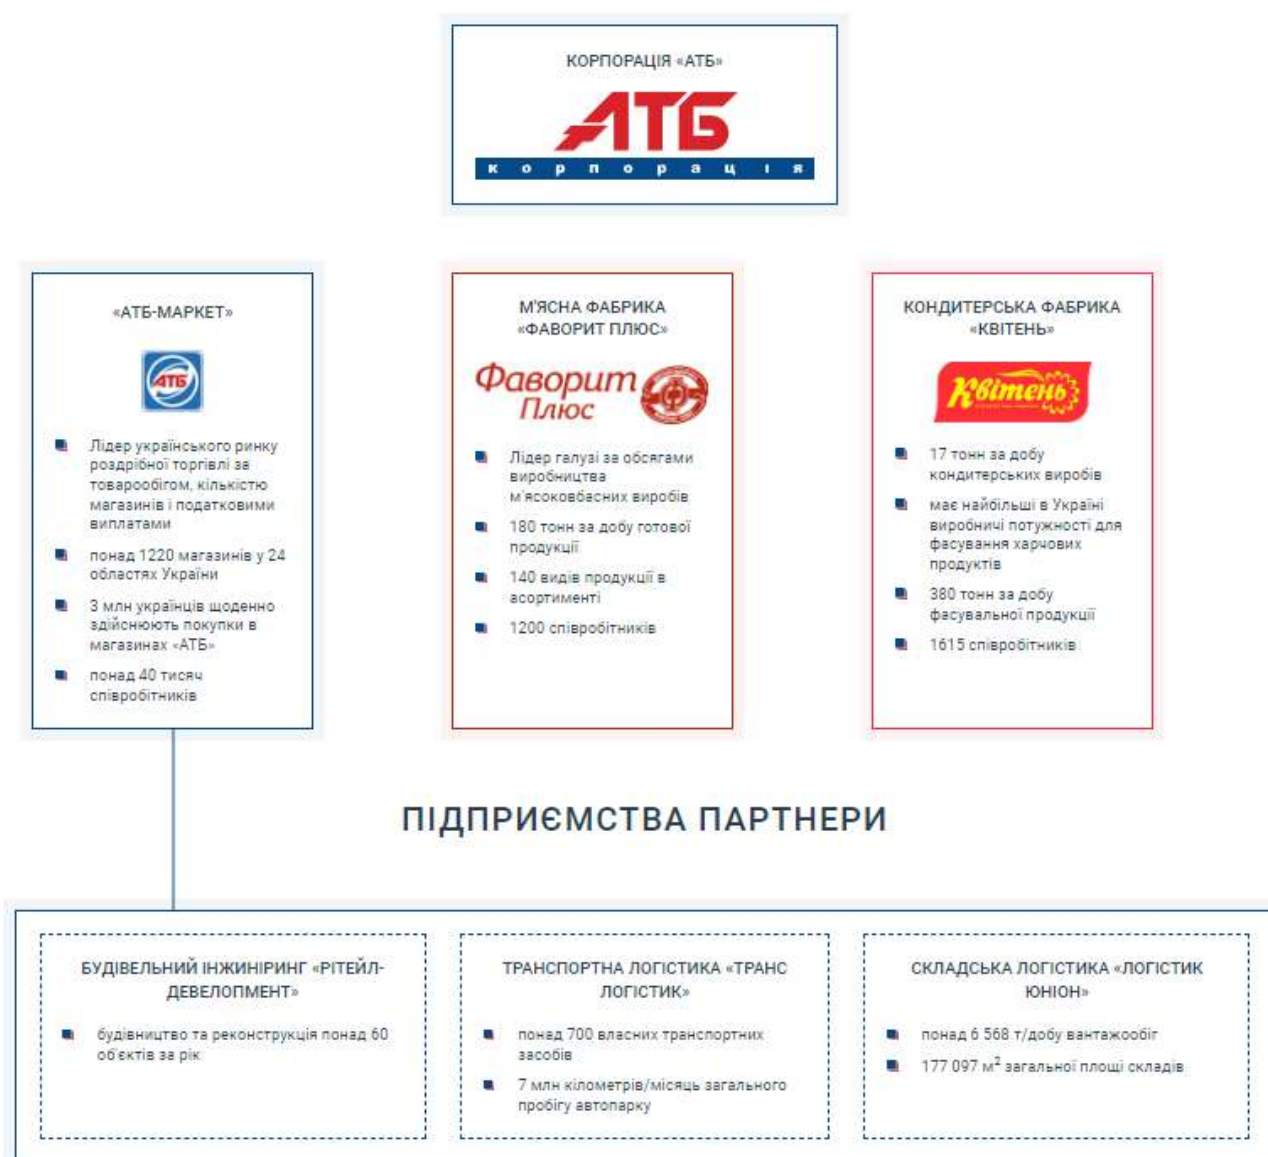 КОРПОРАЦІЯ «АТБ»
АТБ
корпорація
«АТБ-МАРКЕТ»
АТБ
Лідер українського ринку
роздрібної торгівлі за
товарообігом, кількістю
магазинів і податковими
виплатами
понад 1220 магазинів у 24
областях України
3 млн українців щоденно
здійснюють покупки в
магазинах «АТБ»
понад 40 тисяч
співробітників
М'ЯСНА ФАБРИКА
«ФАВОРИТ ПЛЮС»
Фаворит
Плюс
Лідер галузі за обсягами
виробництва
м'ясоковбасних виробів
180 тонн за добу готової
продукції
140 видів продукції в
асортименті
1200 співробітників
КОНДИТЕРСЬКА ФАБРИКА
«КВІТЕНЬ»
Квітень
17 тонн за добу
кондитерських виробів
має найбільші в Україні
виробничі потужності для
фасування харчових
продуктів
380 тонн за добу
фасувальної продукції
1615 співробітників
ПІДПРИЄМСТВА ПАРТНЕРИ
БУДІВЕЛЬНИЙ ІНЖИНІРИНГ «РІТЕЙЛ-
ДЕВЕЛОПМЕНТ»
будівництво та реконструкція понад 60
об'єктів за рік
ТРАНСПОРТНА ЛОГІСТИКА «ТРАНС
ЛОГІСТИК»
понад 700 власних транспортних
засобів
7 млн кілометрів/місяць загального
пробігу автопарку
СКЛАДСЬКА ЛОГІСТИКА «ЛОГІСТИК
ЮНІОН»
понад 6 568 т/добу вантажообіг
177 097 м² загальної площі складів